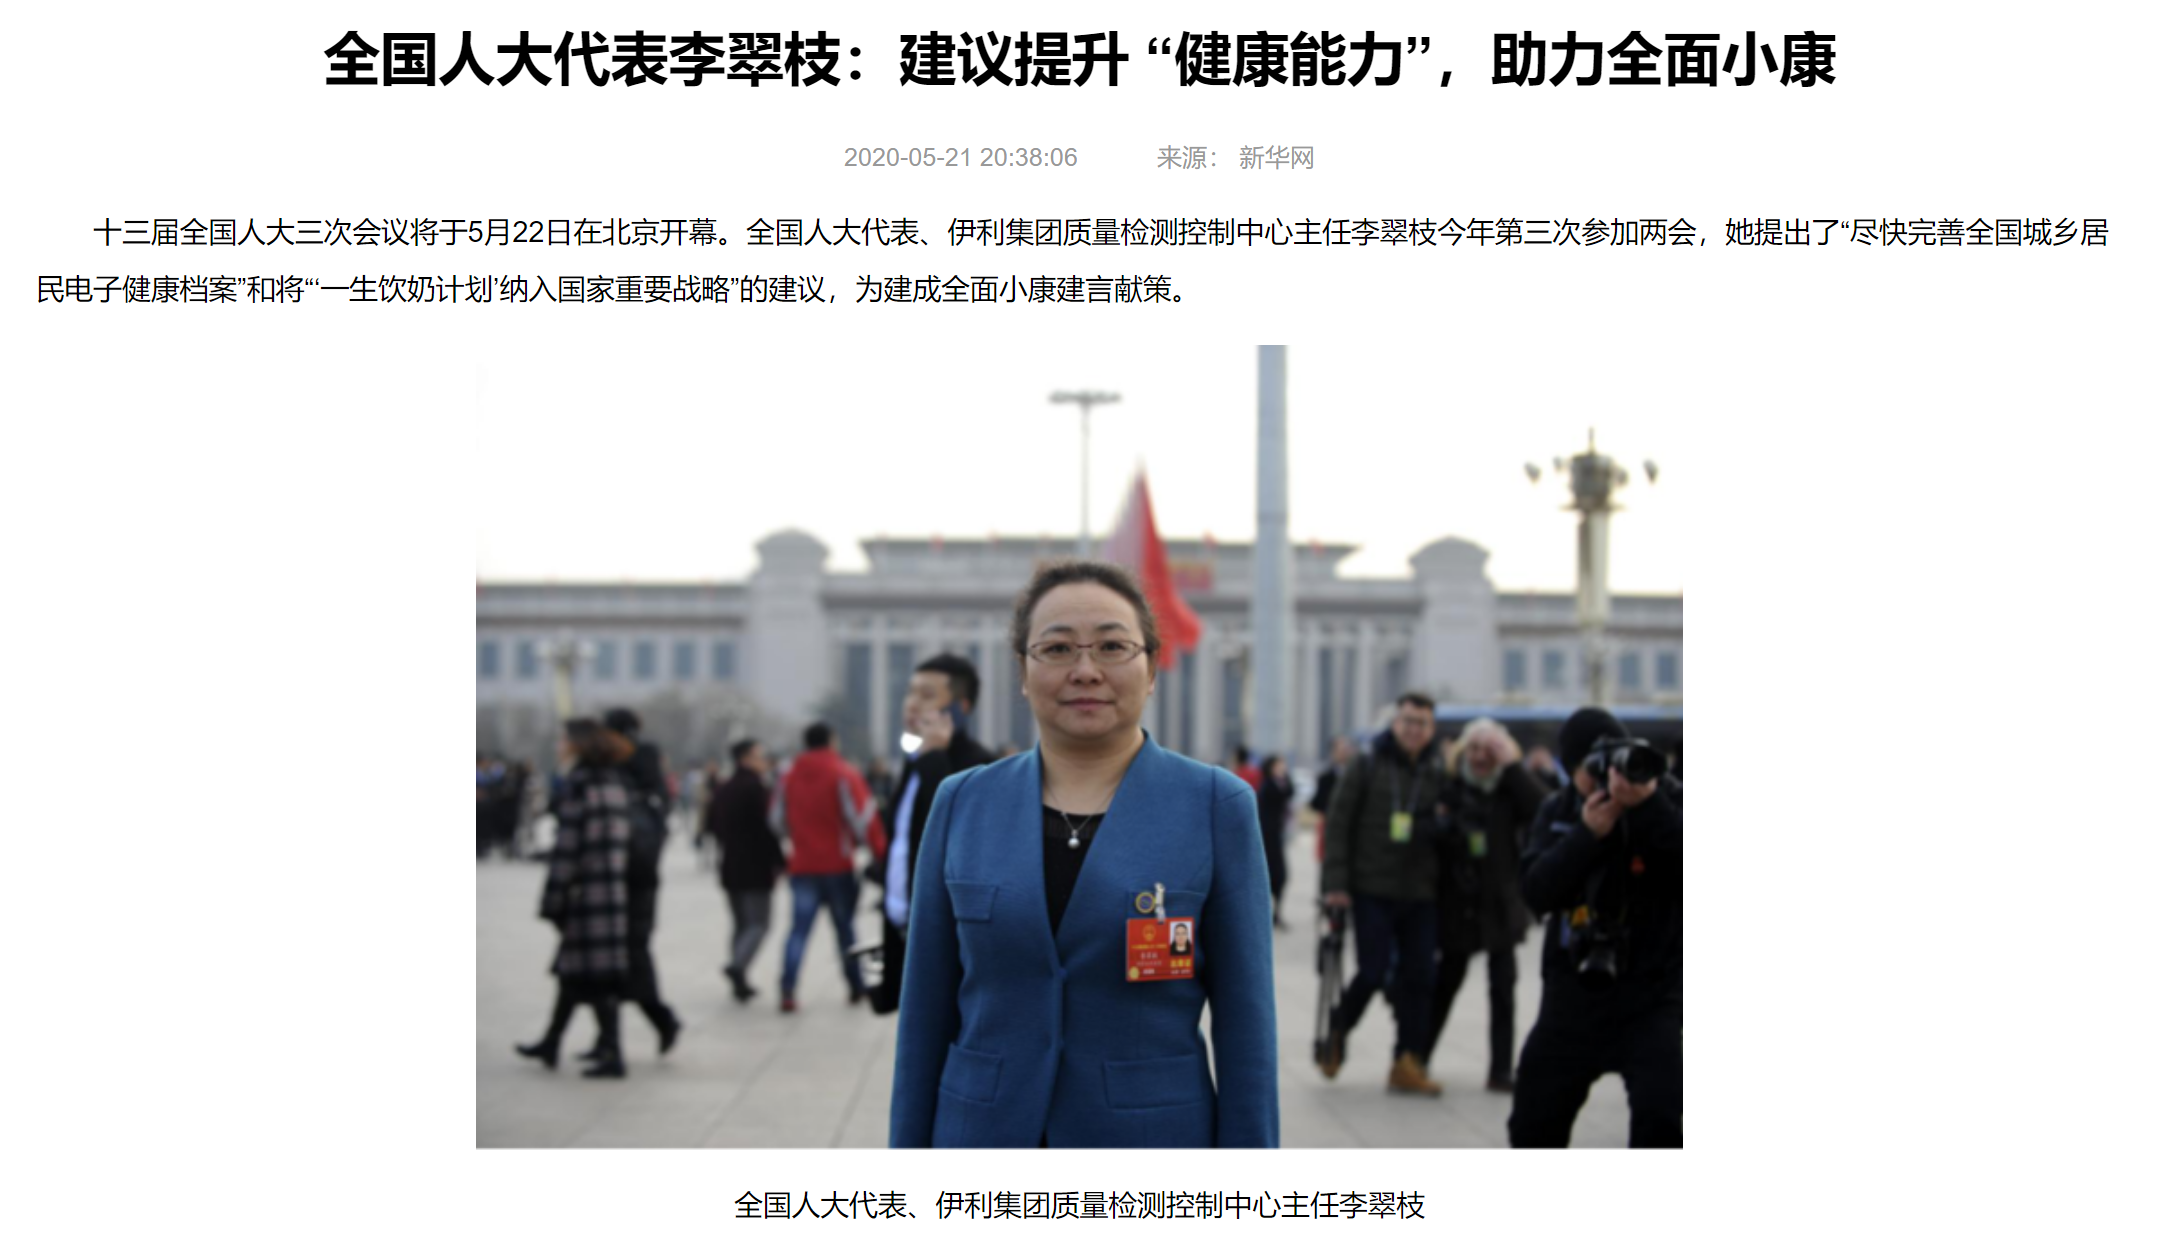 全国人大代表李翠枝：建议提升 “健康能力”，助力全面小康
2020-05-21 20:38:06 来源： 新华网
十三届全国人大三次会议将于5月22日在北京开幕。全国人大代表、伊利集团质量检测控制中心主任李翠枝今年第三次参加两会，她提出了“尽快完善全国城乡居
民电子健康档案”和将“‘一生饮奶计划’纳入国家重要战略”的建议，为建成全面小康建言献策。
全国人大代表、伊利集团质量检测控制中心主任李翠枝